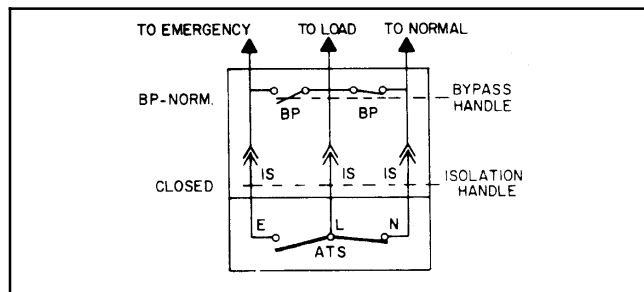 TO EMERGENCY TO LOAD TO NORMAL
BP-NORM. BP BP BYPASS
HANDLE
IS IS IS
CLOSED ISOLATION
HANDLE
E L N
ATS